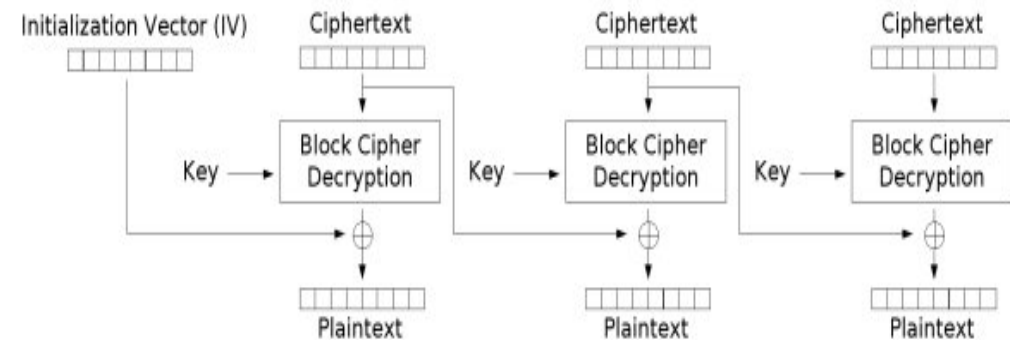 Initialization Vector (IV)
Ciphertext
Ciphertext
Ciphertext
Key
Block Cipher
Decryption
Key
Block Cipher
Decryption
Key
Block Cipher
Decryption
Plaintext
Plaintext
Plaintext